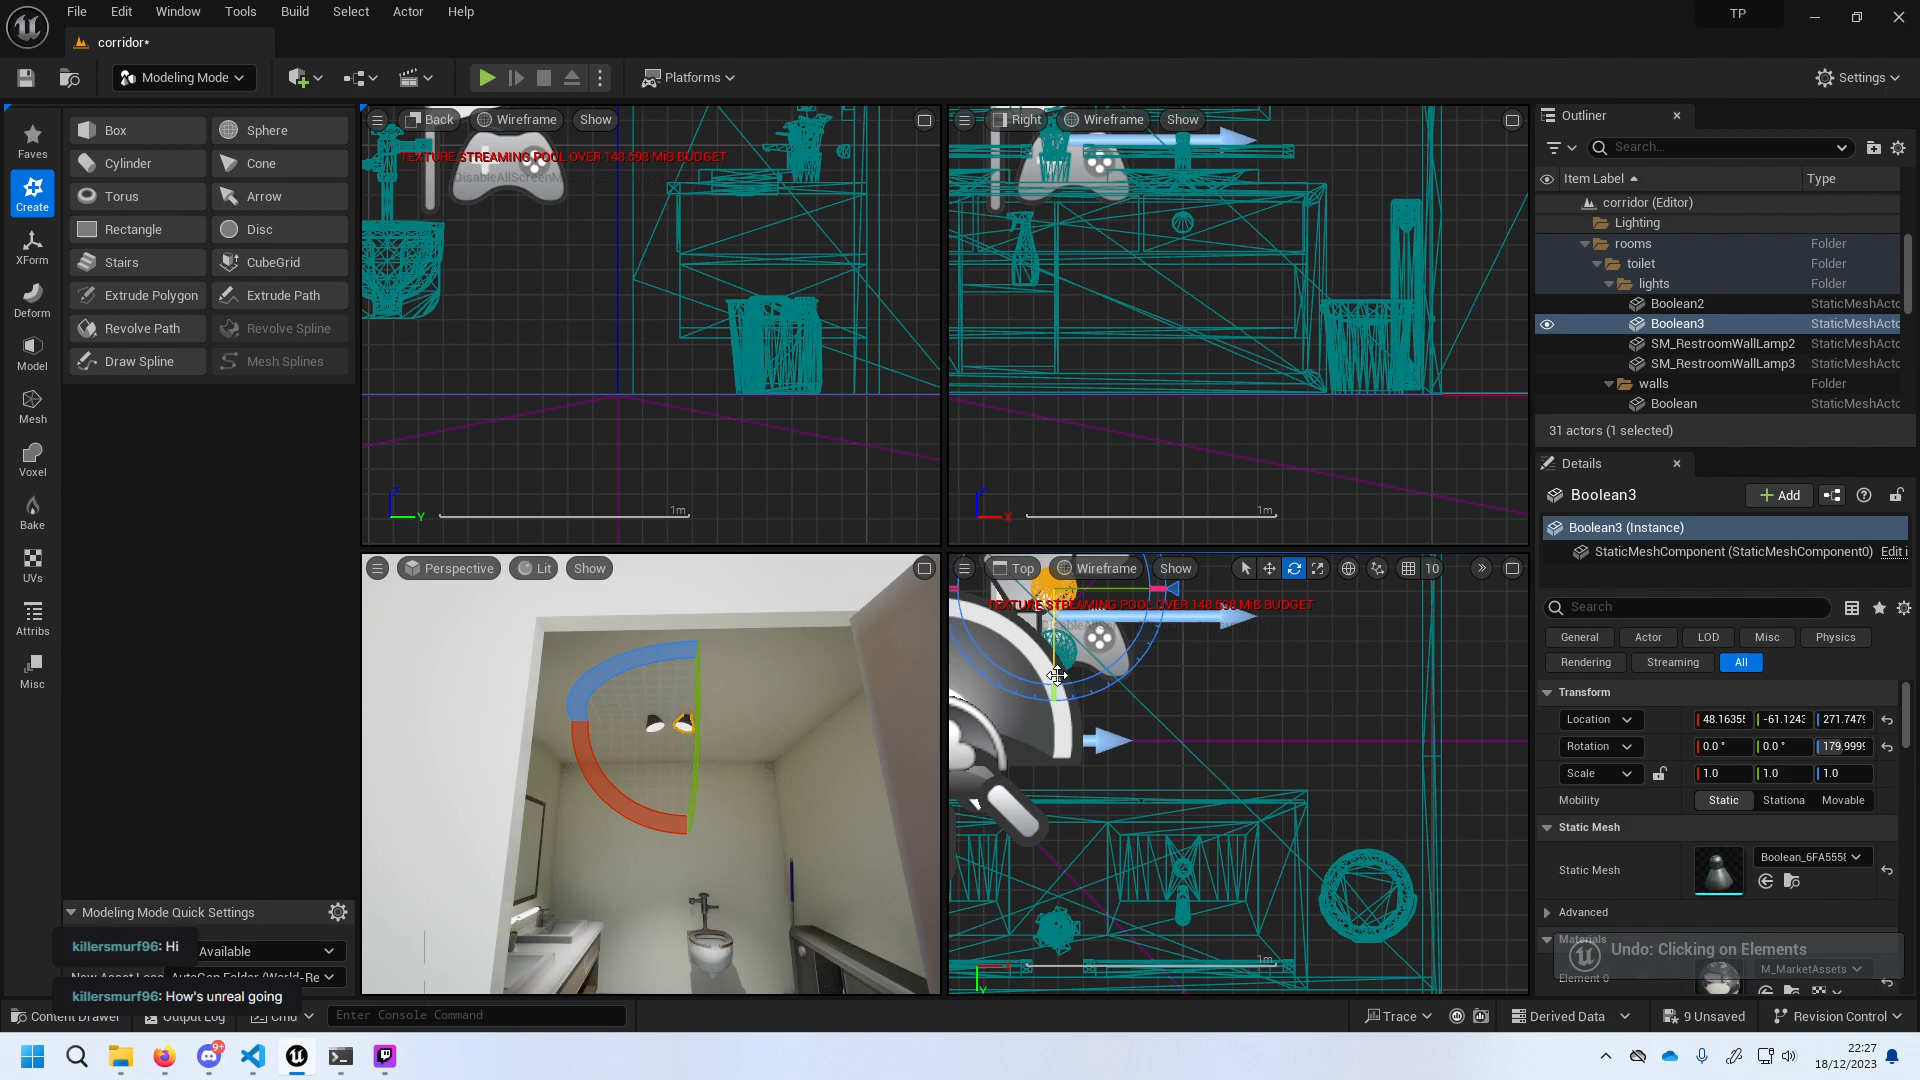 File Edit Window Tools Build Select Actor Help
TP
corridor*
Modeling Mode
Platforms
Settings
Faves
Create
XForm
Deform
Model
Mesh
Voxel
Bake
UVs
Attribs
Misc
Box Sphere
Cylinder Cone
Torus Arrow
Rectangle Disc
Stairs CubeGrid
Extrude Polygon Extrude Path
Revolve Path Revolve Spline
Draw Spline Mesh Splines
Modeling Mode Quick Settings
Available
killersmurf96: Hi
killersmurf96: How's unreal going
Back Wireframe Show
TEXTURE STREAMING POOL OVER 148.598 MiB BUDGET
Y
1m
Right Wireframe Show
X
1m
Perspective Lit Show
Top Wireframe Show
10
TEXTURE STREAMING POOL OVER 148.598 MiB BUDGET
1m
Outliner
Search...
Item Label Type
corridor (Editor)
Lighting
rooms Folder
toilet Folder
lights Folder
Boolean2 StaticMeshActo
Boolean3 StaticMeshActo
SM_RestroomWallLamp2 StaticMeshActo
SM_RestroomWallLamp3 StaticMeshActo
walls Folder
Boolean StaticMeshActo
31 actors (1 selected)
Details
Boolean3
Add
Boolean3 (Instance)
StaticMeshComponent (StaticMeshComponent0) Edit i
Search
General Actor LOD Misc Physics
Rendering Streaming All
Transform
Location 48.1635 -61.1243 271.7479
Rotation 0.0 ° 0.0 ° 179.9999
Scale 1.0 1.0 1.0
Mobility Static Stationa Movable
Static Mesh
Static Mesh Boolean_6FA555
Advanced
Materials
Element 0 M_MarketAssets
Undo: Clicking on Elements
Content Drawer Output Log Cmd Enter Console Command
Trace Derived Data 9 Unsaved Revision Control
9+
22:27
18/12/2023